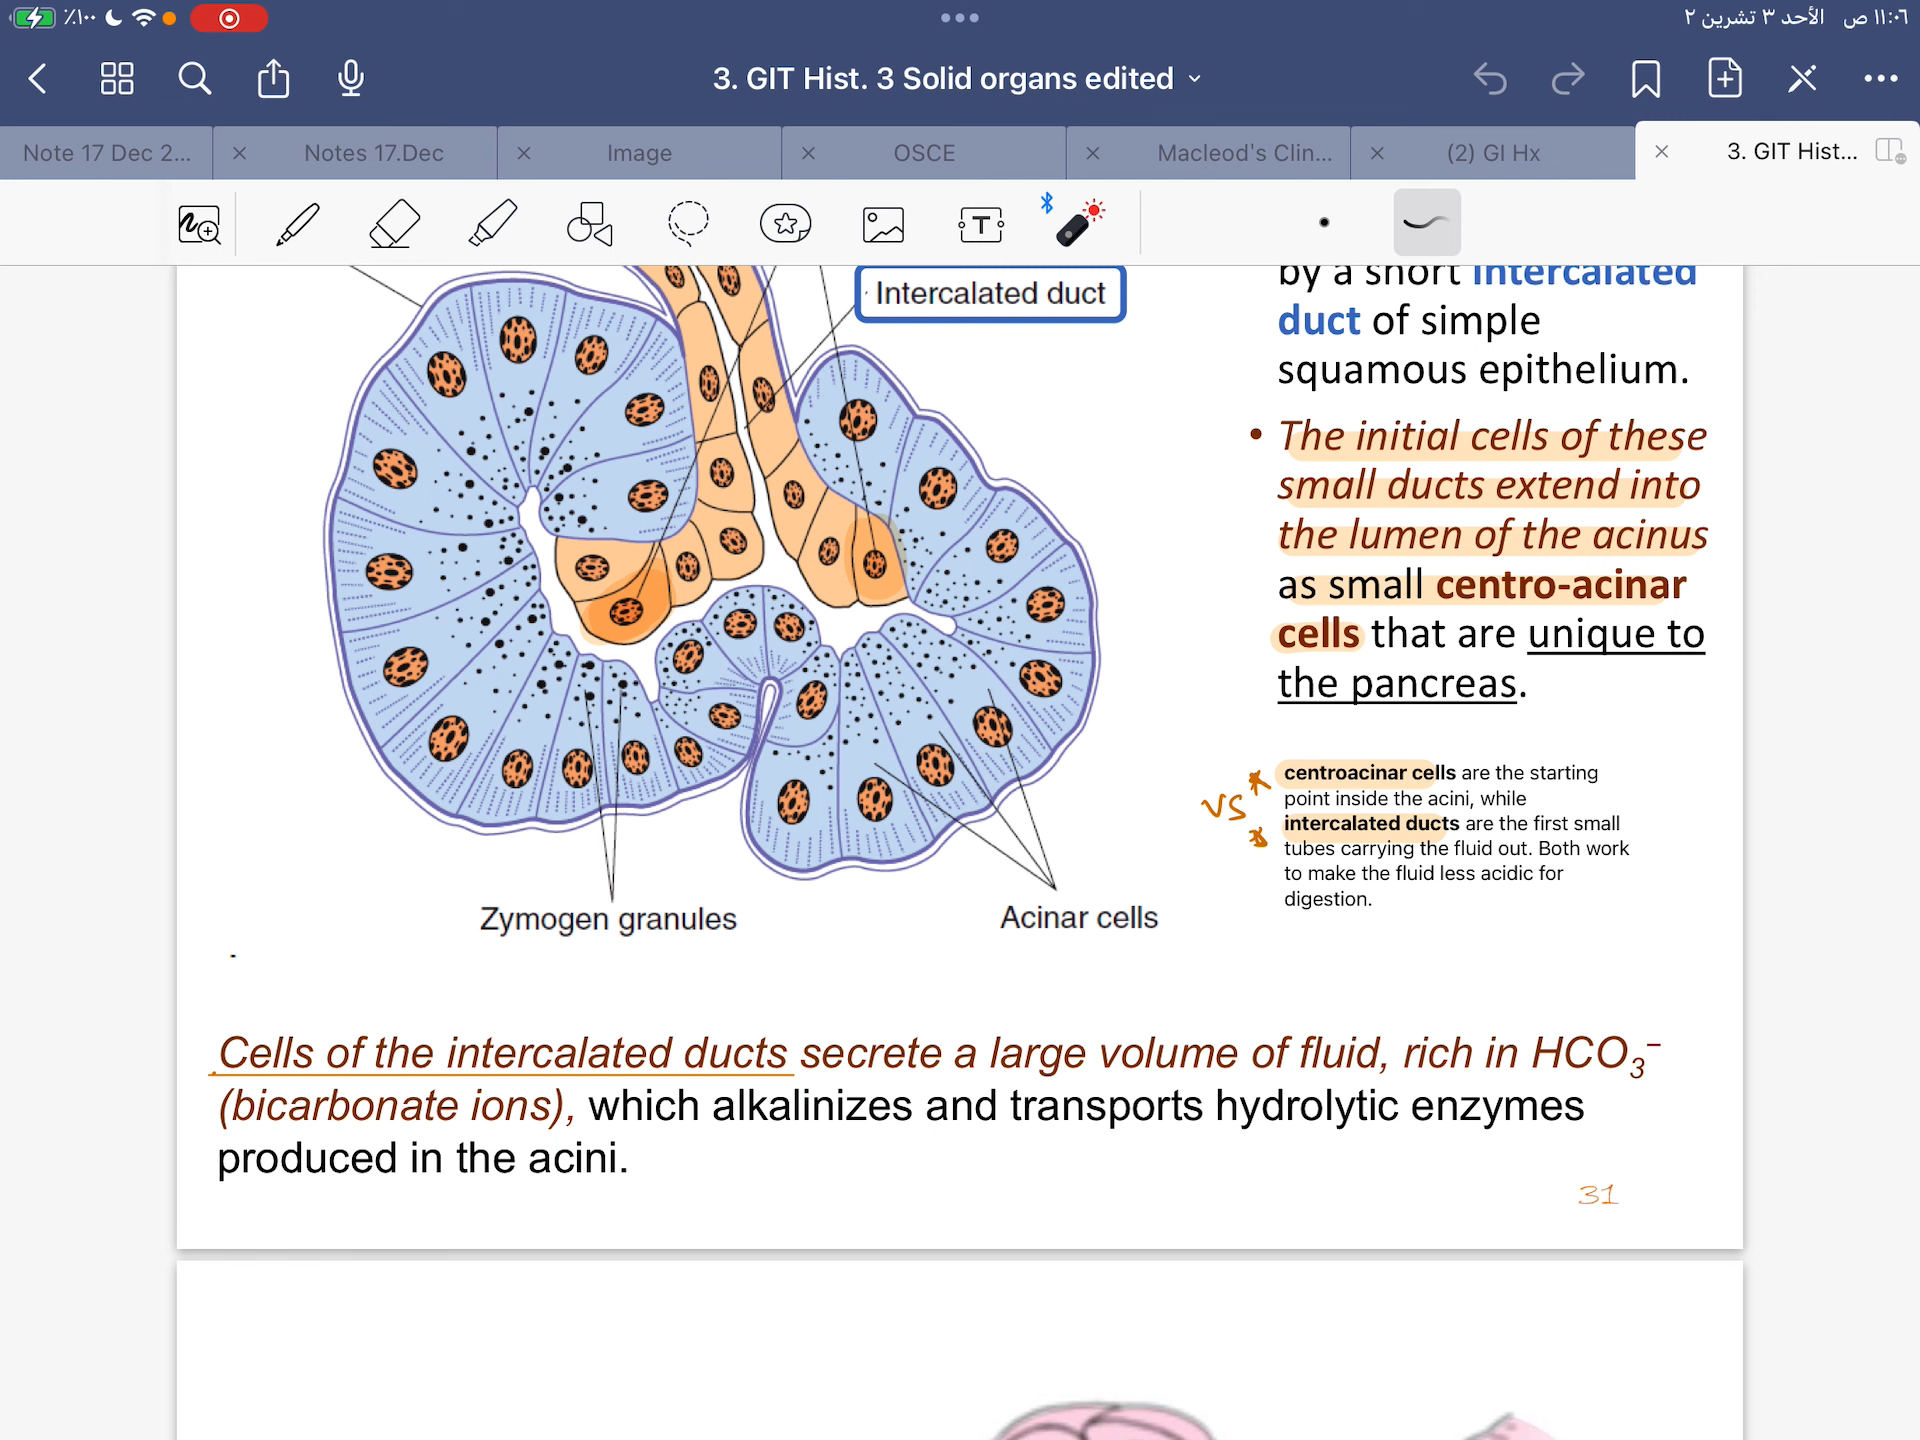 ٪١٠٠
١١:٠٦ ص الأحد ٣ تشرين ٢
3. GIT Hist. 3 Solid organs edited
Note 17 Dec 2...
Notes 17.Dec
Image
OSCE
Macleod's Clin...
(2) GI Hx
3. GIT Hist...
T
Intercalated duct
Zymogen granules
Acinar cells
by a short intercalated
duct of simple
squamous epithelium.
• The initial cells of these
small ducts extend into
the lumen of the acinus
as small centro-acinar
cells that are unique to
the pancreas.
vs
centroacinar cells are the starting
point inside the acini, while
intercalated ducts are the first small
tubes carrying the fluid out. Both work
to make the fluid less acidic for
digestion.
Cells of the intercalated ducts secrete a large volume of fluid, rich in HCO₃⁻
(bicarbonate ions), which alkalinizes and transports hydrolytic enzymes
produced in the acini.
31